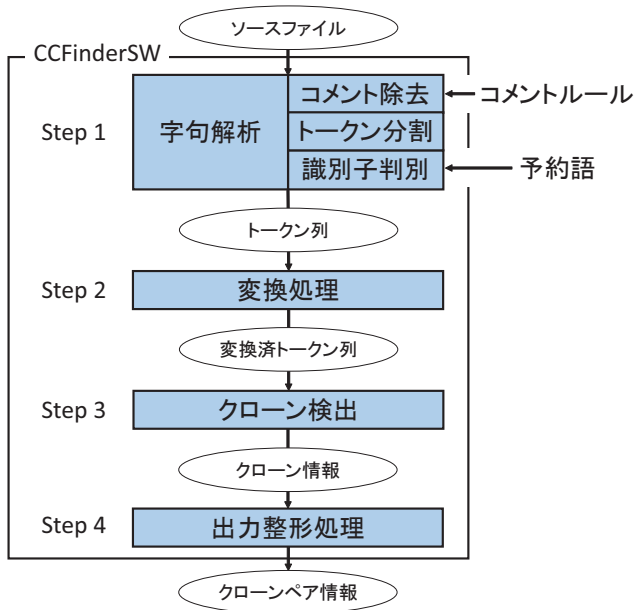 ソースファイル
CCFinderSW
Step 1
字句解析
コメント除去
トークン分割
識別子判別
コメントルール
予約語
トークン列
Step 2
変換処理
変換済トークン列
Step 3
クローン検出
クローン情報
Step 4
出力整形処理
クローンペア情報